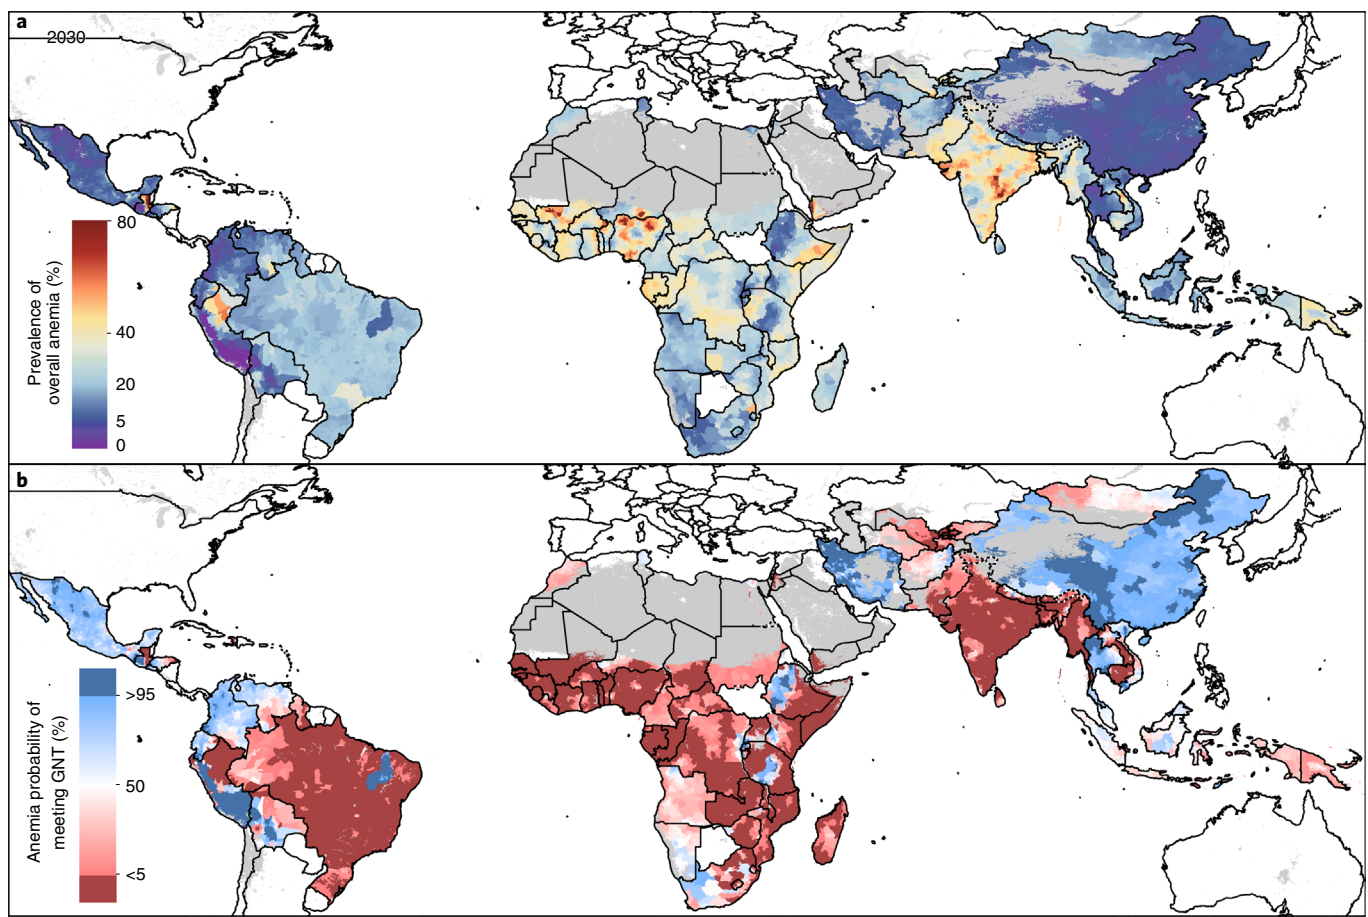 a
2030
80
40
20
5
0
Prevalence of
overall anemia (%)
b
>95
50
<5
Anemia probability of
meeting GNT (%)